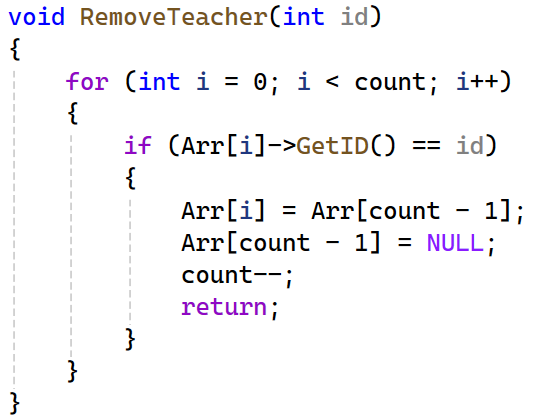 void RemoveTeacher(int id)
{
    for (int i = 0; i < count; i++)
    {
        if (Arr[i]->GetID() == id)
        {
            Arr[i] = Arr[count - 1];
            Arr[count - 1] = NULL;
            count--;
            return;
        }
    }
}